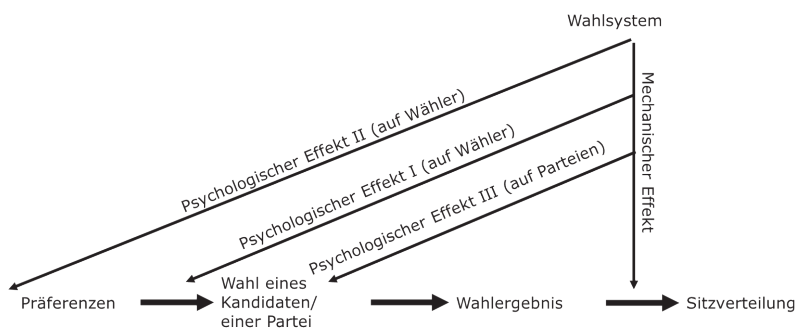 Wahlsystem
Mechanischer Effekt
Psychologischer Effekt II (auf Wähler)
Psychologischer Effekt I (auf Wähler)
Psychologischer Effekt III (auf Parteien)
Präferenzen
Wahl eines
Kandidaten/
einer Partei
Wahlergebnis
Sitzverteilung